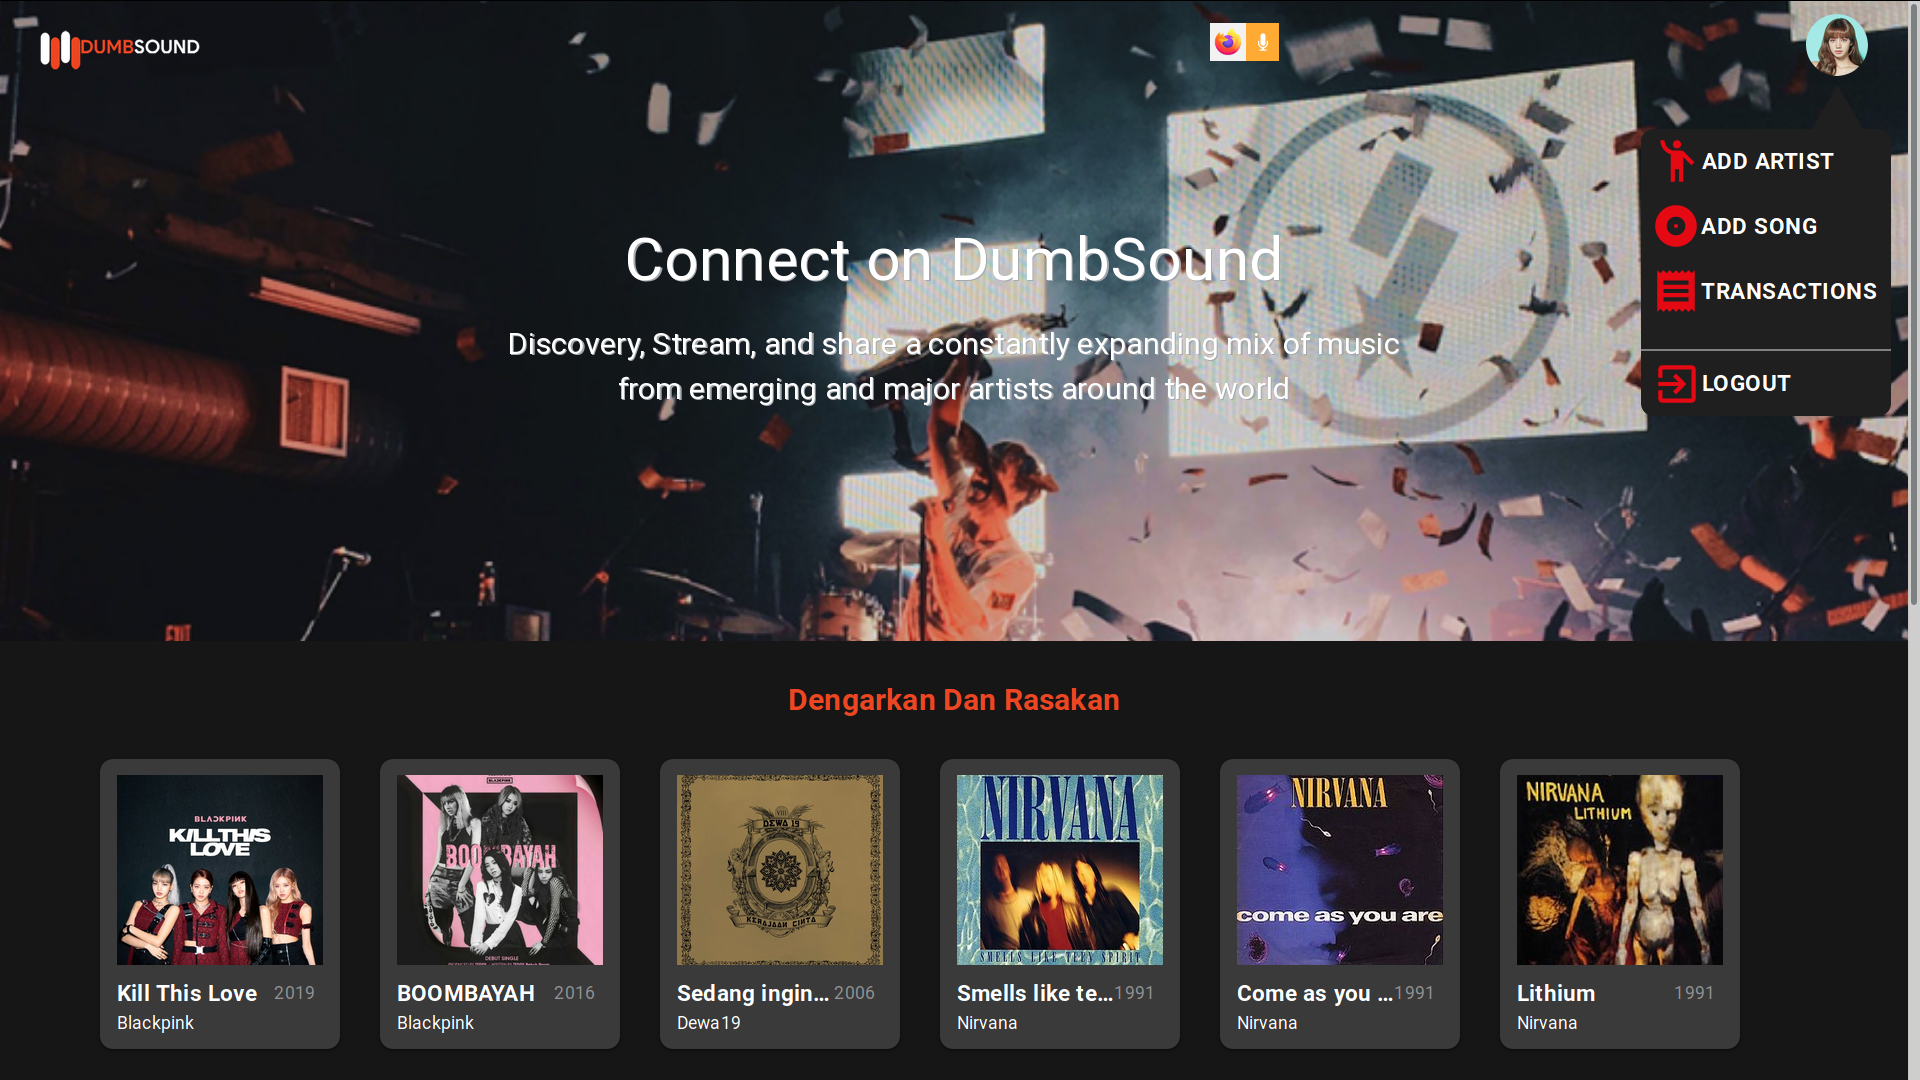 DUMBSOUND
ADD ARTIST
ADD SONG
TRANSACTIONS
LOGOUT
Connect on DumbSound
Discovery, Stream, and share a constantly expanding mix of music
from emerging and major artists around the world
EXIT
Dengarkan Dan Rasakan
BLACKPINK
KILL THIS
LOVE
Kill This Love 2019
Blackpink
BLACKPINK
BOOMBAYAH
DEBUT SINGLE
BOOMBAYAH 2016
Blackpink
VIII
DEWA 19
KERAJAAN CINTA
Sedang ingin... 2006
Dewa19
NIRVANA
SMELLS LIKE TEEN SPIRIT
Smells like te... 1991
Nirvana
NIRVANA
come as you are
Come as you ... 1991
Nirvana
NIRVANA
LITHIUM
Lithium 1991
Nirvana